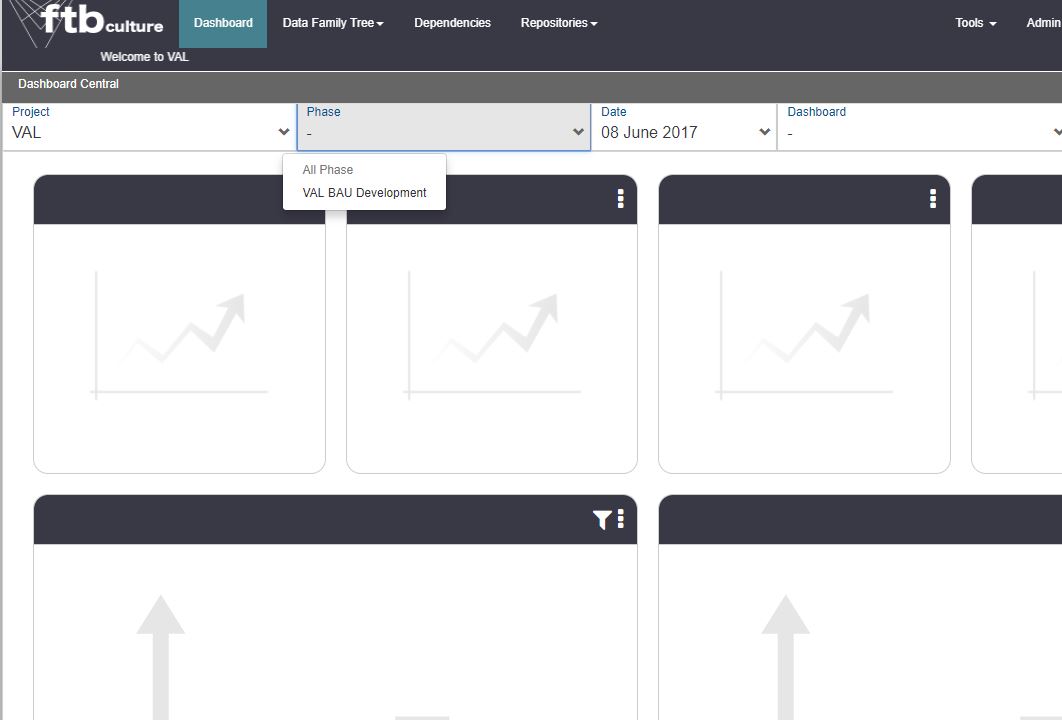 ftbculture Dashboard Data Family Tree Dependencies Repositories Tools Admin
Welcome to VAL
Dashboard Central
Project Phase Date Dashboard
VAL - 08 June 2017 -
All Phase
VAL BAU Development